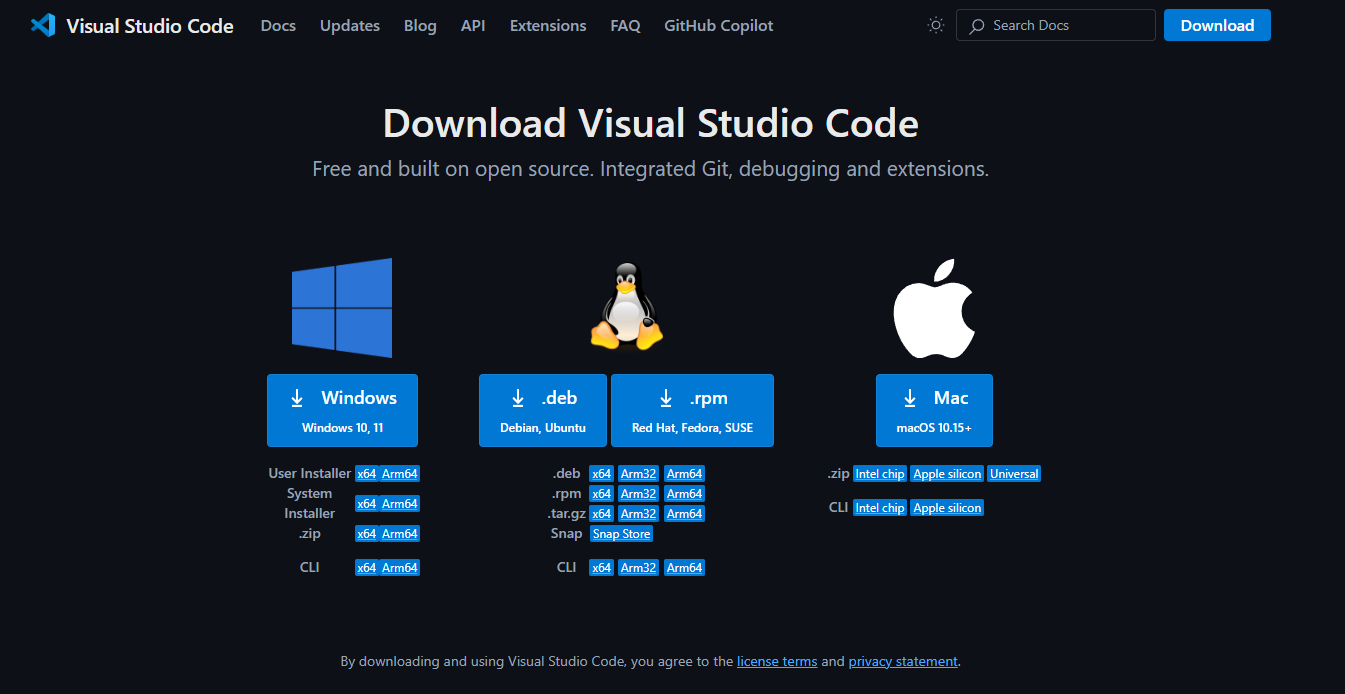 Visual Studio Code Docs Updates Blog API Extensions FAQ GitHub Copilot Search Docs Download
Download Visual Studio Code
Free and built on open source. Integrated Git, debugging and extensions.
Windows
Windows 10, 11
User Installer x64 Arm64
System
Installer x64 Arm64
.zip x64 Arm64
CLI x64 Arm64
.deb
Debian, Ubuntu
.rpm
Red Hat, Fedora, SUSE
.deb x64 Arm32 Arm64
.rpm x64 Arm32 Arm64
.tar.gz x64 Arm32 Arm64
Snap Snap Store
CLI x64 Arm32 Arm64
Mac
macOS 10.15+
.zip Intel chip Apple silicon Universal
CLI Intel chip Apple silicon
By downloading and using Visual Studio Code, you agree to the license terms and privacy statement.